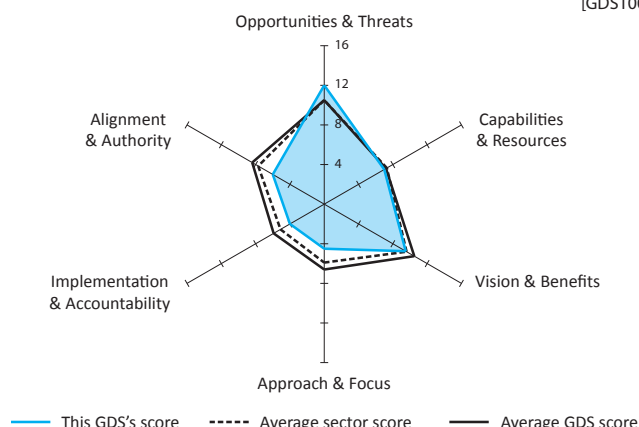 [GDS100
Opportunities & Threats
16
12
8
4
Alignment
& Authority
Capabilities
& Resources
Implementation
& Accountability
Vision & Benefits
Approach & Focus
This GDS's score
Average sector score
Average GDS score